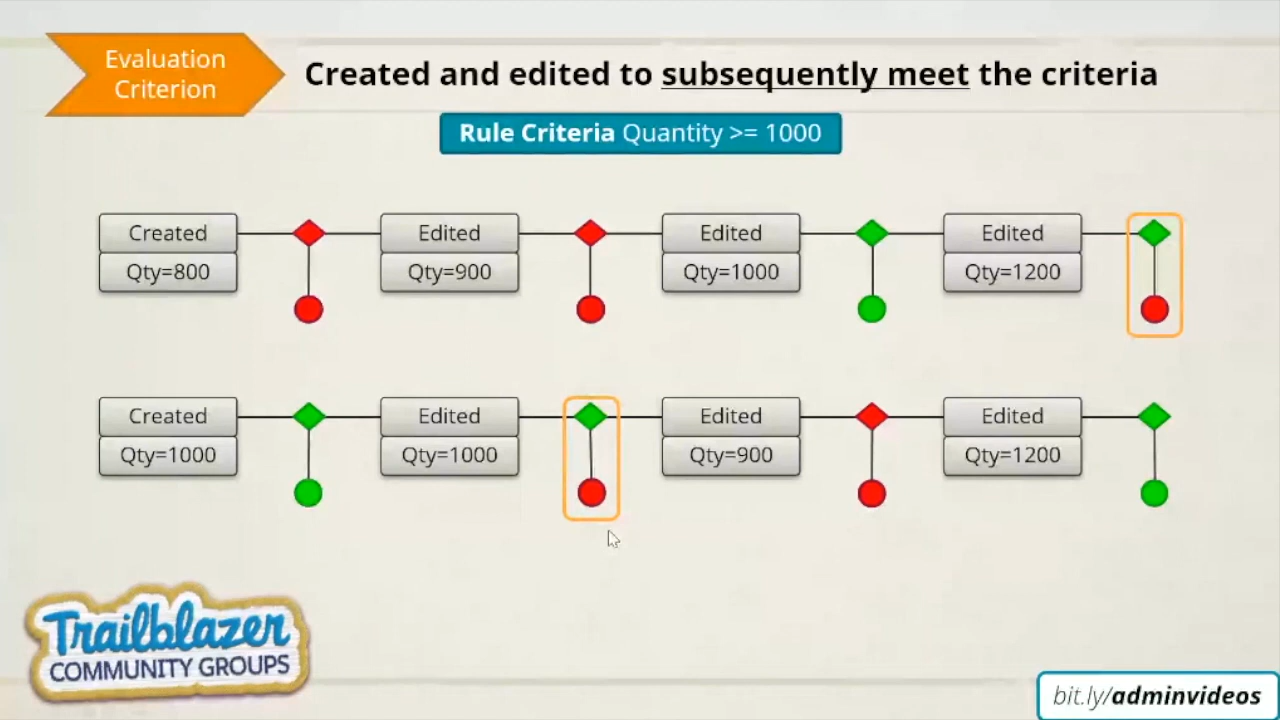 Evaluation
Criterion
Created and edited to subsequently meet the criteria
Rule Criteria Quantity >= 1000
Created
Qty=800
Edited
Qty=900
Edited
Qty=1000
Edited
Qty=1200
Created
Qty=1000
Edited
Qty=1000
Edited
Qty=900
Edited
Qty=1200
Trailblazer
COMMUNITY GROUPS
bit.ly/adminvideos